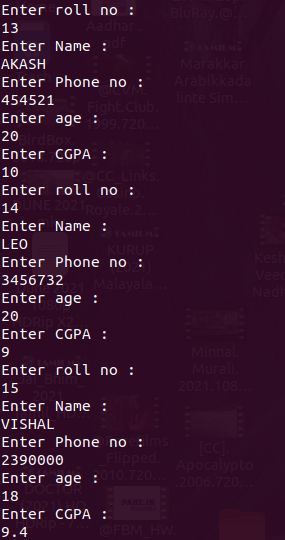 Enter roll no :
13
Enter Name :
AKASH
Enter Phone no :
454521
Enter age :
20
Enter CGPA :
10
Enter roll no :
14
Enter Name :
LEO
Enter Phone no :
3456732
Enter age :
20
Enter CGPA :
9
Enter roll no :
15
Enter Name :
VISHAL
Enter Phone no :
2390000
Enter age :
18
Enter CGPA :
9.4